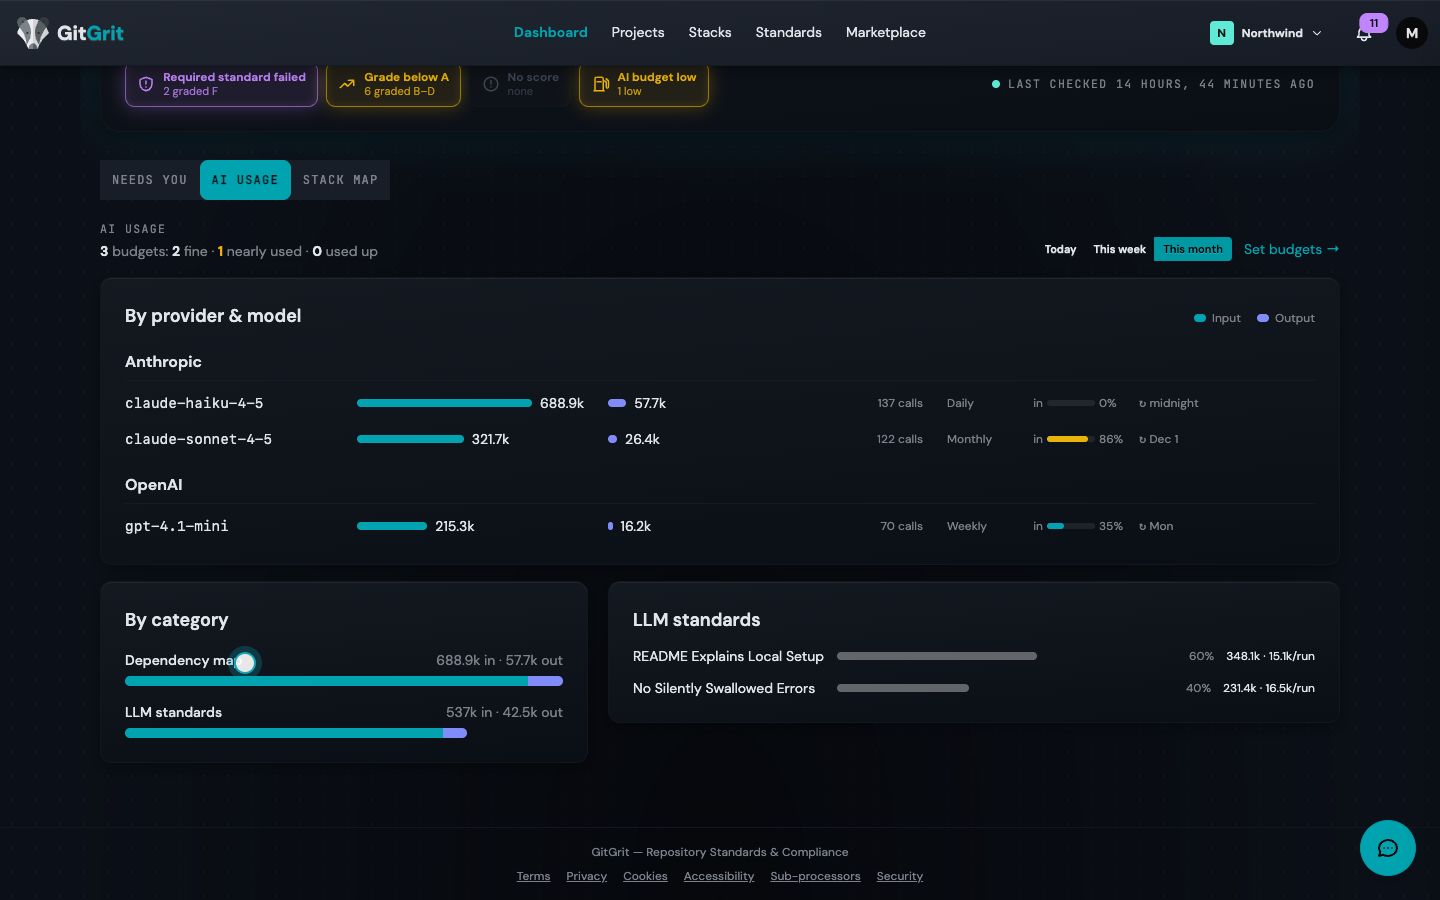 GitGrit
Dashboard Projects Stacks Standards Marketplace
N Northwind 11 M
Required standard failed
2 graded F
Grade below A
6 graded B–D
No score
none
AI budget low
1 low
LAST CHECKED 14 HOURS, 44 MINUTES AGO
NEEDS YOU AI USAGE STACK MAP
AI USAGE
3 budgets: 2 fine · 1 nearly used · 0 used up
Today This week This month Set budgets →
By provider & model
Input Output
Anthropic
claude-haiku-4-5 688.9k 57.7k 137 calls Daily in 0% ↻ midnight
claude-sonnet-4-5 321.7k 26.4k 122 calls Monthly in 86% ↻ Dec 1
OpenAI
gpt-4.1-mini 215.3k 16.2k 70 calls Weekly in 35% ↻ Mon
By category
Dependency map 688.9k in · 57.7k out
LLM standards 537k in · 42.5k out
LLM standards
README Explains Local Setup 60% 348.1k · 15.1k/run
No Silently Swallowed Errors 40% 231.4k · 16.5k/run
GitGrit — Repository Standards & Compliance
Terms Privacy Cookies Accessibility Sub-processors Security